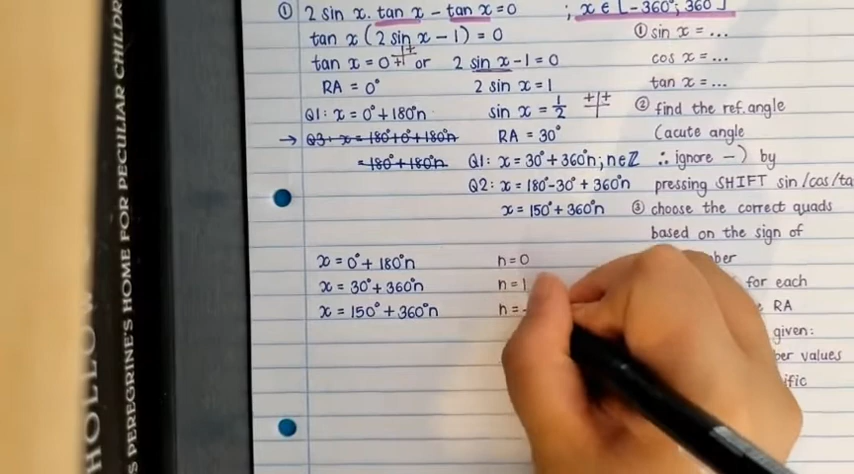 ① 2 sin x. tan x - tan x = 0 ; x ∈ [-360°; 360°]
tan x (2 sin x - 1) = 0 ① sin x = ...
tan x = 0 or 2 sin x - 1 = 0 cos x = ...
RA = 0° 2 sin x = 1 tan x = ...
Q1: x = 0° + 180°n sin x = 1/2 ② find the ref. angle
→ Q3: x = 180° + 0° + 180°n RA = 30° (acute angle
= 180° + 180°n Q1: x = 30° + 360°n; n∈ℤ ∴ ignore -) by
Q2: x = 180° - 30° + 360°n pressing SHIFT sin/cos/ta
x = 150° + 360°n ③ choose the correct quads
based on the sign of
x = 0° + 180°n n = 0 ber
x = 30° + 360°n n = 1 for each
x = 150° + 360°n n = - RA
given:
ber values
ific
HOLLOW
S PEREGRINE'S HOME FOR PECULIAR CHILDR